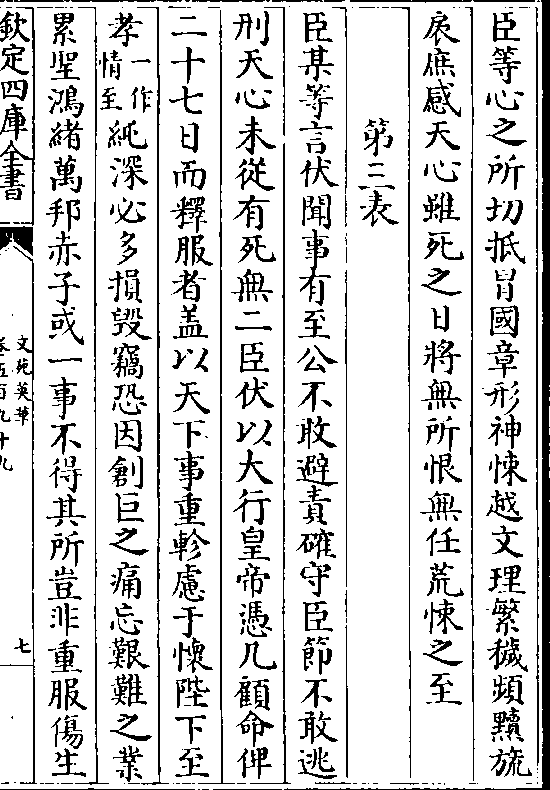 臣等心之所切抵冒國章形神悚越文理繁穢頻黷旒
扆庶感天心雖死之日將無所恨無任荒悚之至
第三表
臣某等言伏聞事有至公不敢避責確守臣節不敢逃
刑天心未從有死無二臣伏以大行皇帝憑几顧命俾
二十七日而釋服者盖以天下事重軫慮于懐陛下至
孝一作情至純深必多損毀竊恐因創巨之痛忘艱難之業
累聖鴻緒萬邦赤子或一事不得其所豈非重服傷生
欽定四庫全書
文苑英華
卷五百九十九
七